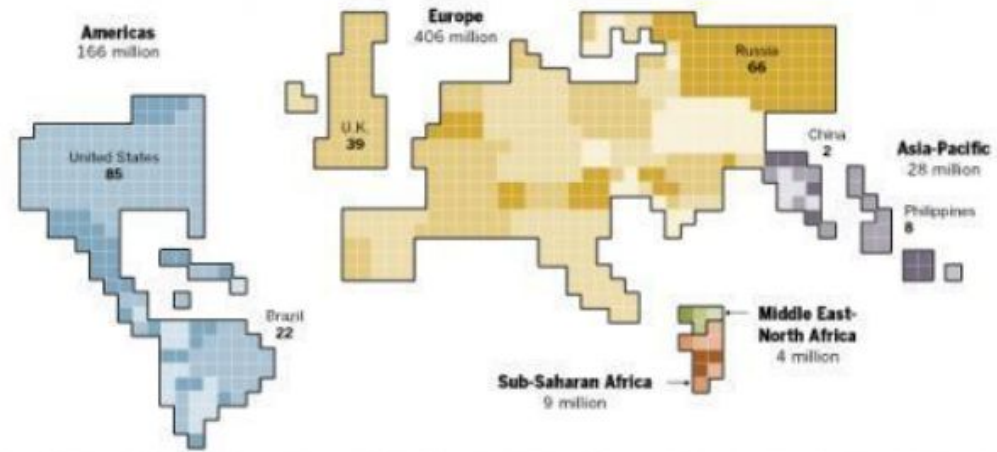 Americas
166 million
Europe
406 million
Russia
66
U.K.
39
United States
85
China
2
Asia-Pacific
28 million
Philippines
8
Brazil
22
Middle East-
North Africa
4 million
Sub-Saharan Africa
9 million